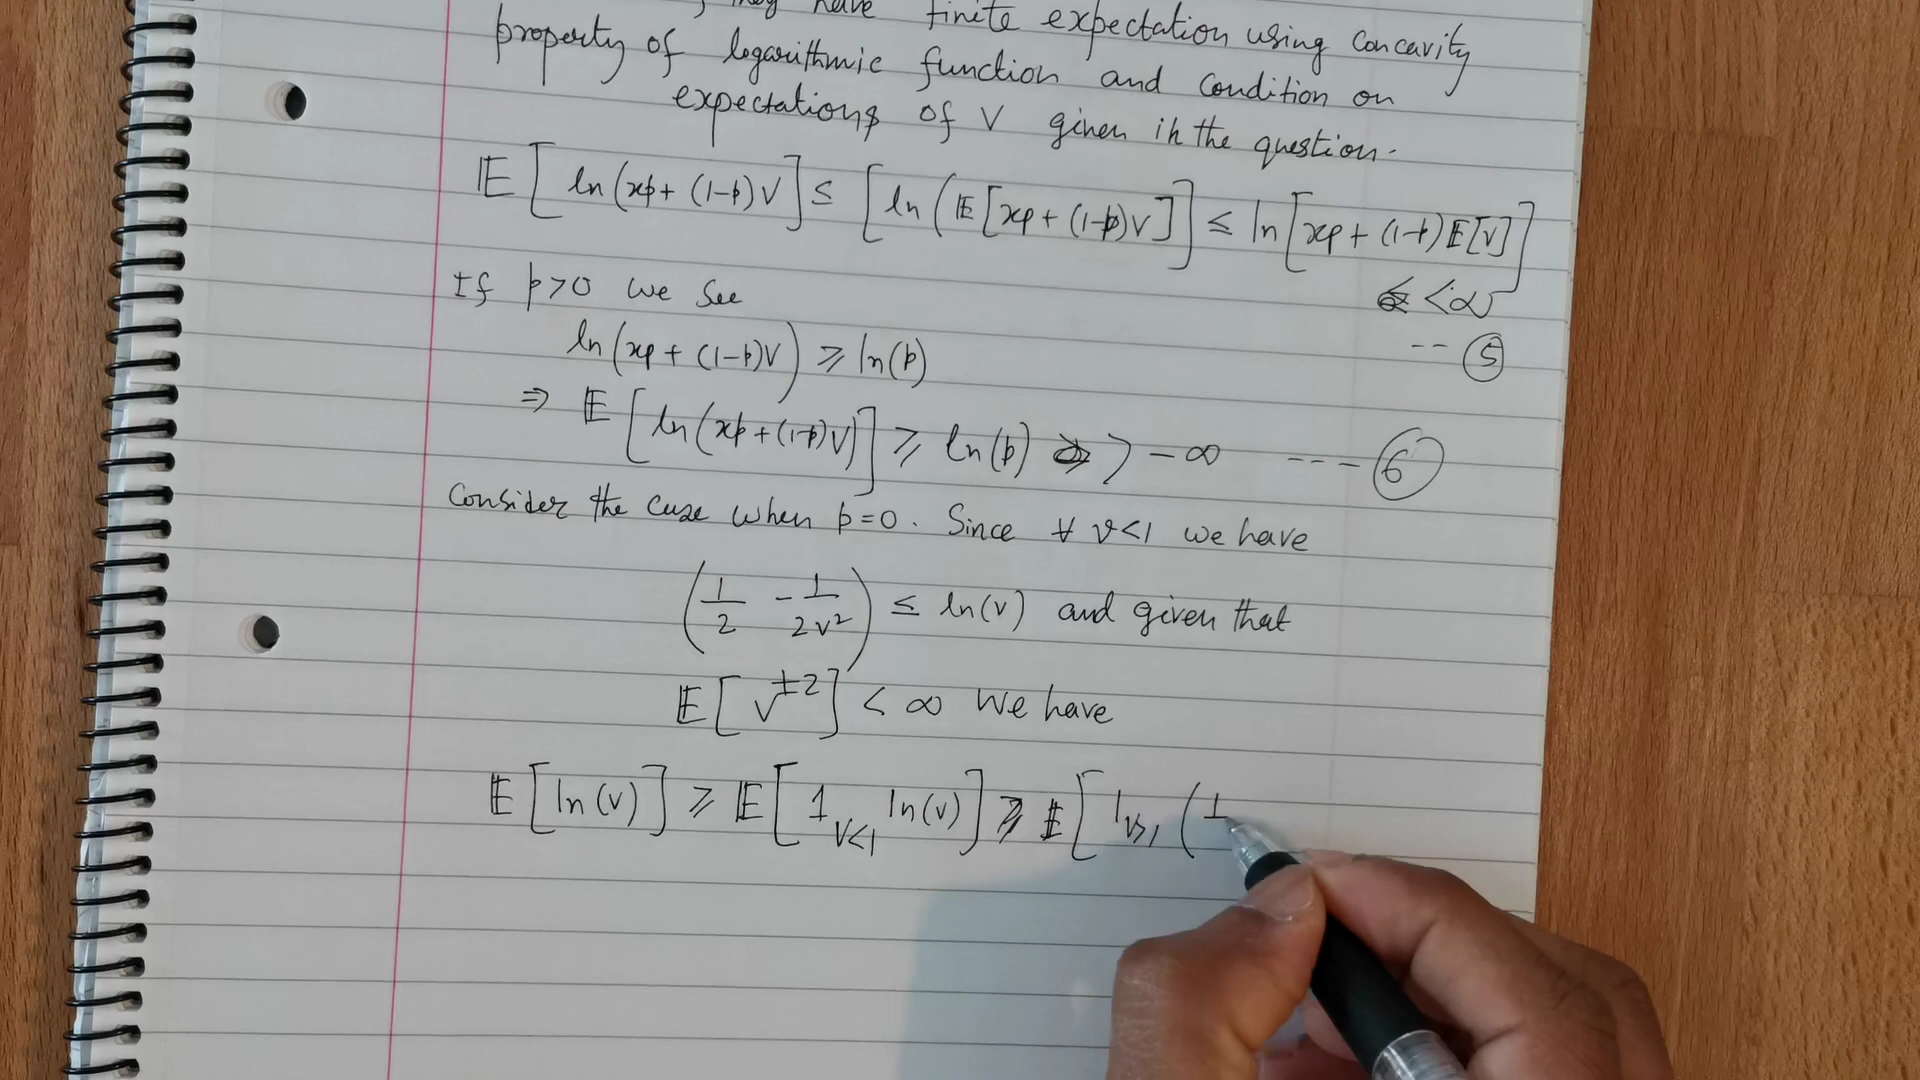 they have finite expectation using concavity
property of logarithmic function and condition on
expectations of V given in the question.
𝔼[ln(xp + (1-p)V] ≤ [ln(𝔼[xp + (1-p)V]] ≤ ln[xp + (1-p)𝔼[V]]
< ∞
-- (5)
If p>0 we see
ln(xp + (1-p)V) ≥ ln(p)
⇒ 𝔼[ln(xp + (1-p)V)] ≥ ln(p) > -∞ --- (6)
Consider the case when p=0. Since ∀ v<1 we have
(1/2 - 1/2v²) ≤ ln(v) and given that
𝔼[V^±2] < ∞ We have
𝔼[ln(v)] ≥ 𝔼[1_V<1 ln(v)] ≥ 𝔼[1_V>1 (1